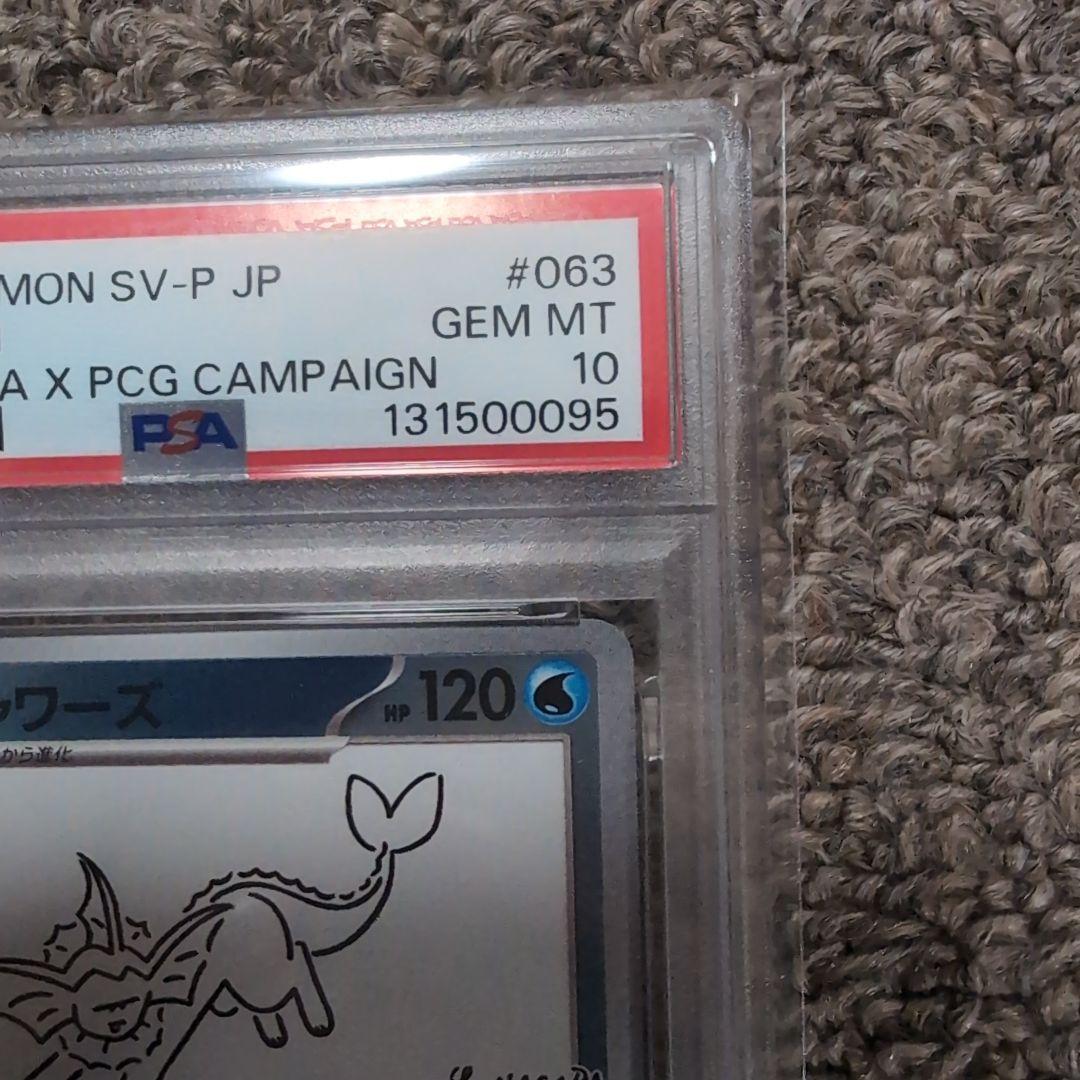 MON SV-P JP #063
GEM MT
A X PCG CAMPAIGN 10
PSA 131500095
ワーズ HP 120
から進化